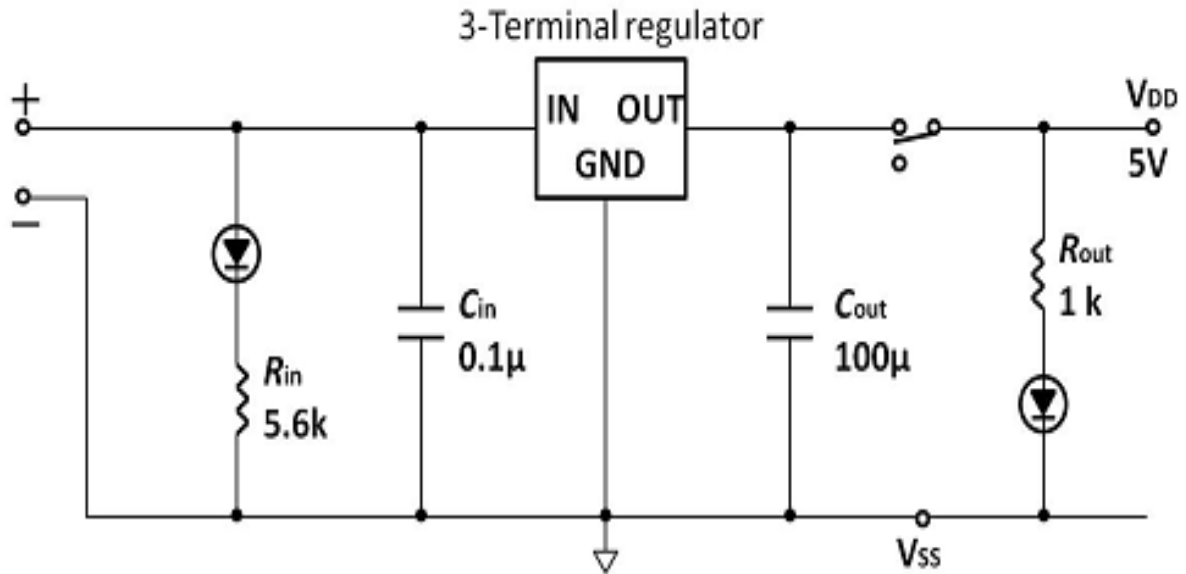 3-Terminal regulator
+
IN OUT
GND
VDD
5V
−
Rout
1 k
Cin
0.1μ
Cout
100μ
Rin
5.6k
VSS